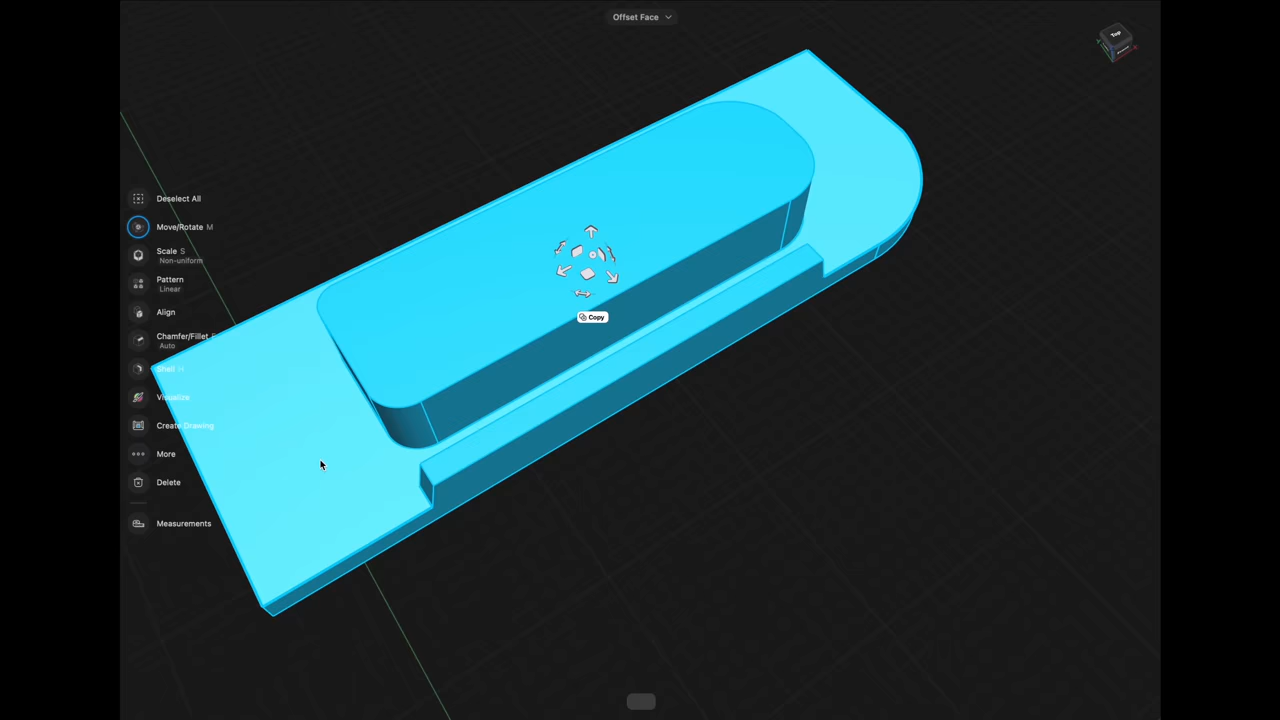 Offset Face
Top
Deselect All
Move/Rotate M
Scale S
Non-uniform
Pattern
Linear
Align
Chamfer/Fillet
Auto
Shell H
Visualize
Create Drawing
More
Delete
Measurements
Copy